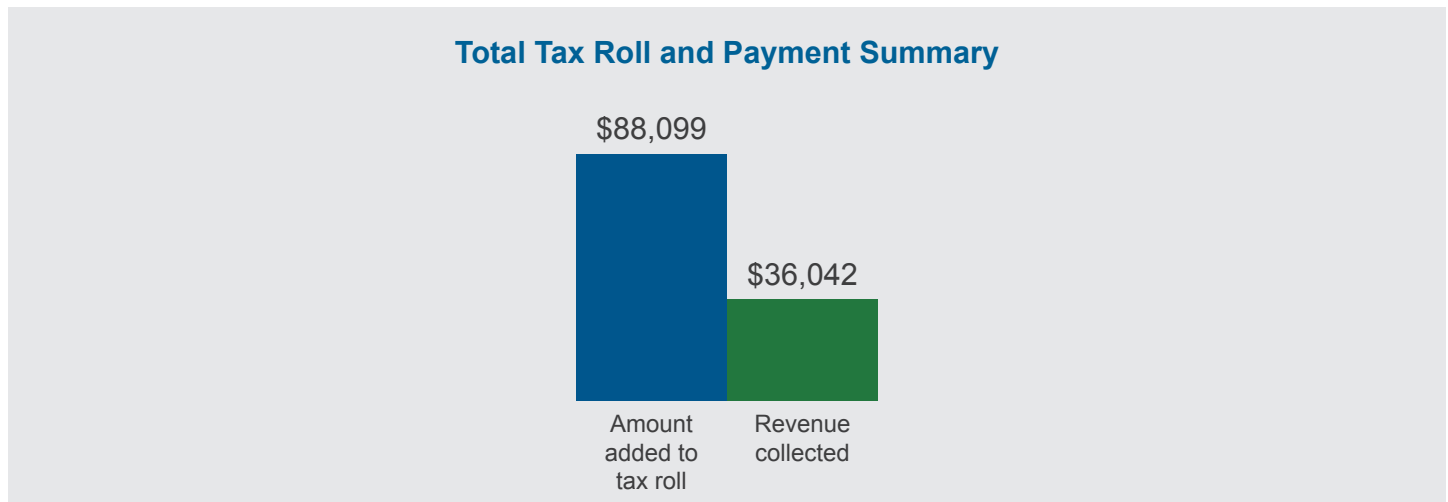 Total Tax Roll and Payment Summary
$88,099
$36,042
Amount
added to
tax roll
Revenue
collected